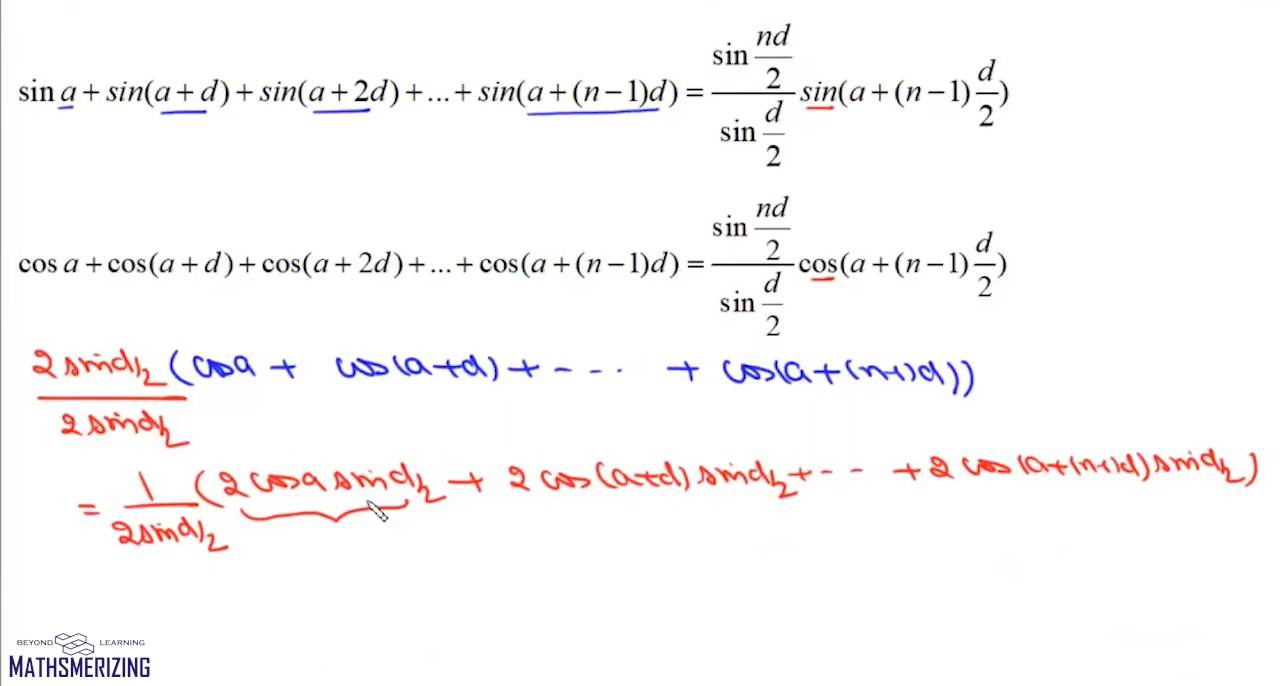 sin a + sin(a + d) + sin(a + 2d) + ... + sin(a + (n − 1)d) = (sin nd/2)/(sin d/2) sin(a + (n − 1) d/2)
cos a + cos(a + d) + cos(a + 2d) + ... + cos(a + (n − 1)d) = (sin nd/2)/(sin d/2) cos(a + (n − 1) d/2)
2 sin d/2 / 2 sin d/2 (cos a + cos(a+d) + ---- + cos(a+(n-1)d))
= 1 / 2 sin d/2 (2 cos a sin d/2 + 2 cos(a+d) sin d/2 + -- -- + 2 cos(a+(n-1)d) sin d/2)
BEYOND LEARNING
MATHSMERIZING